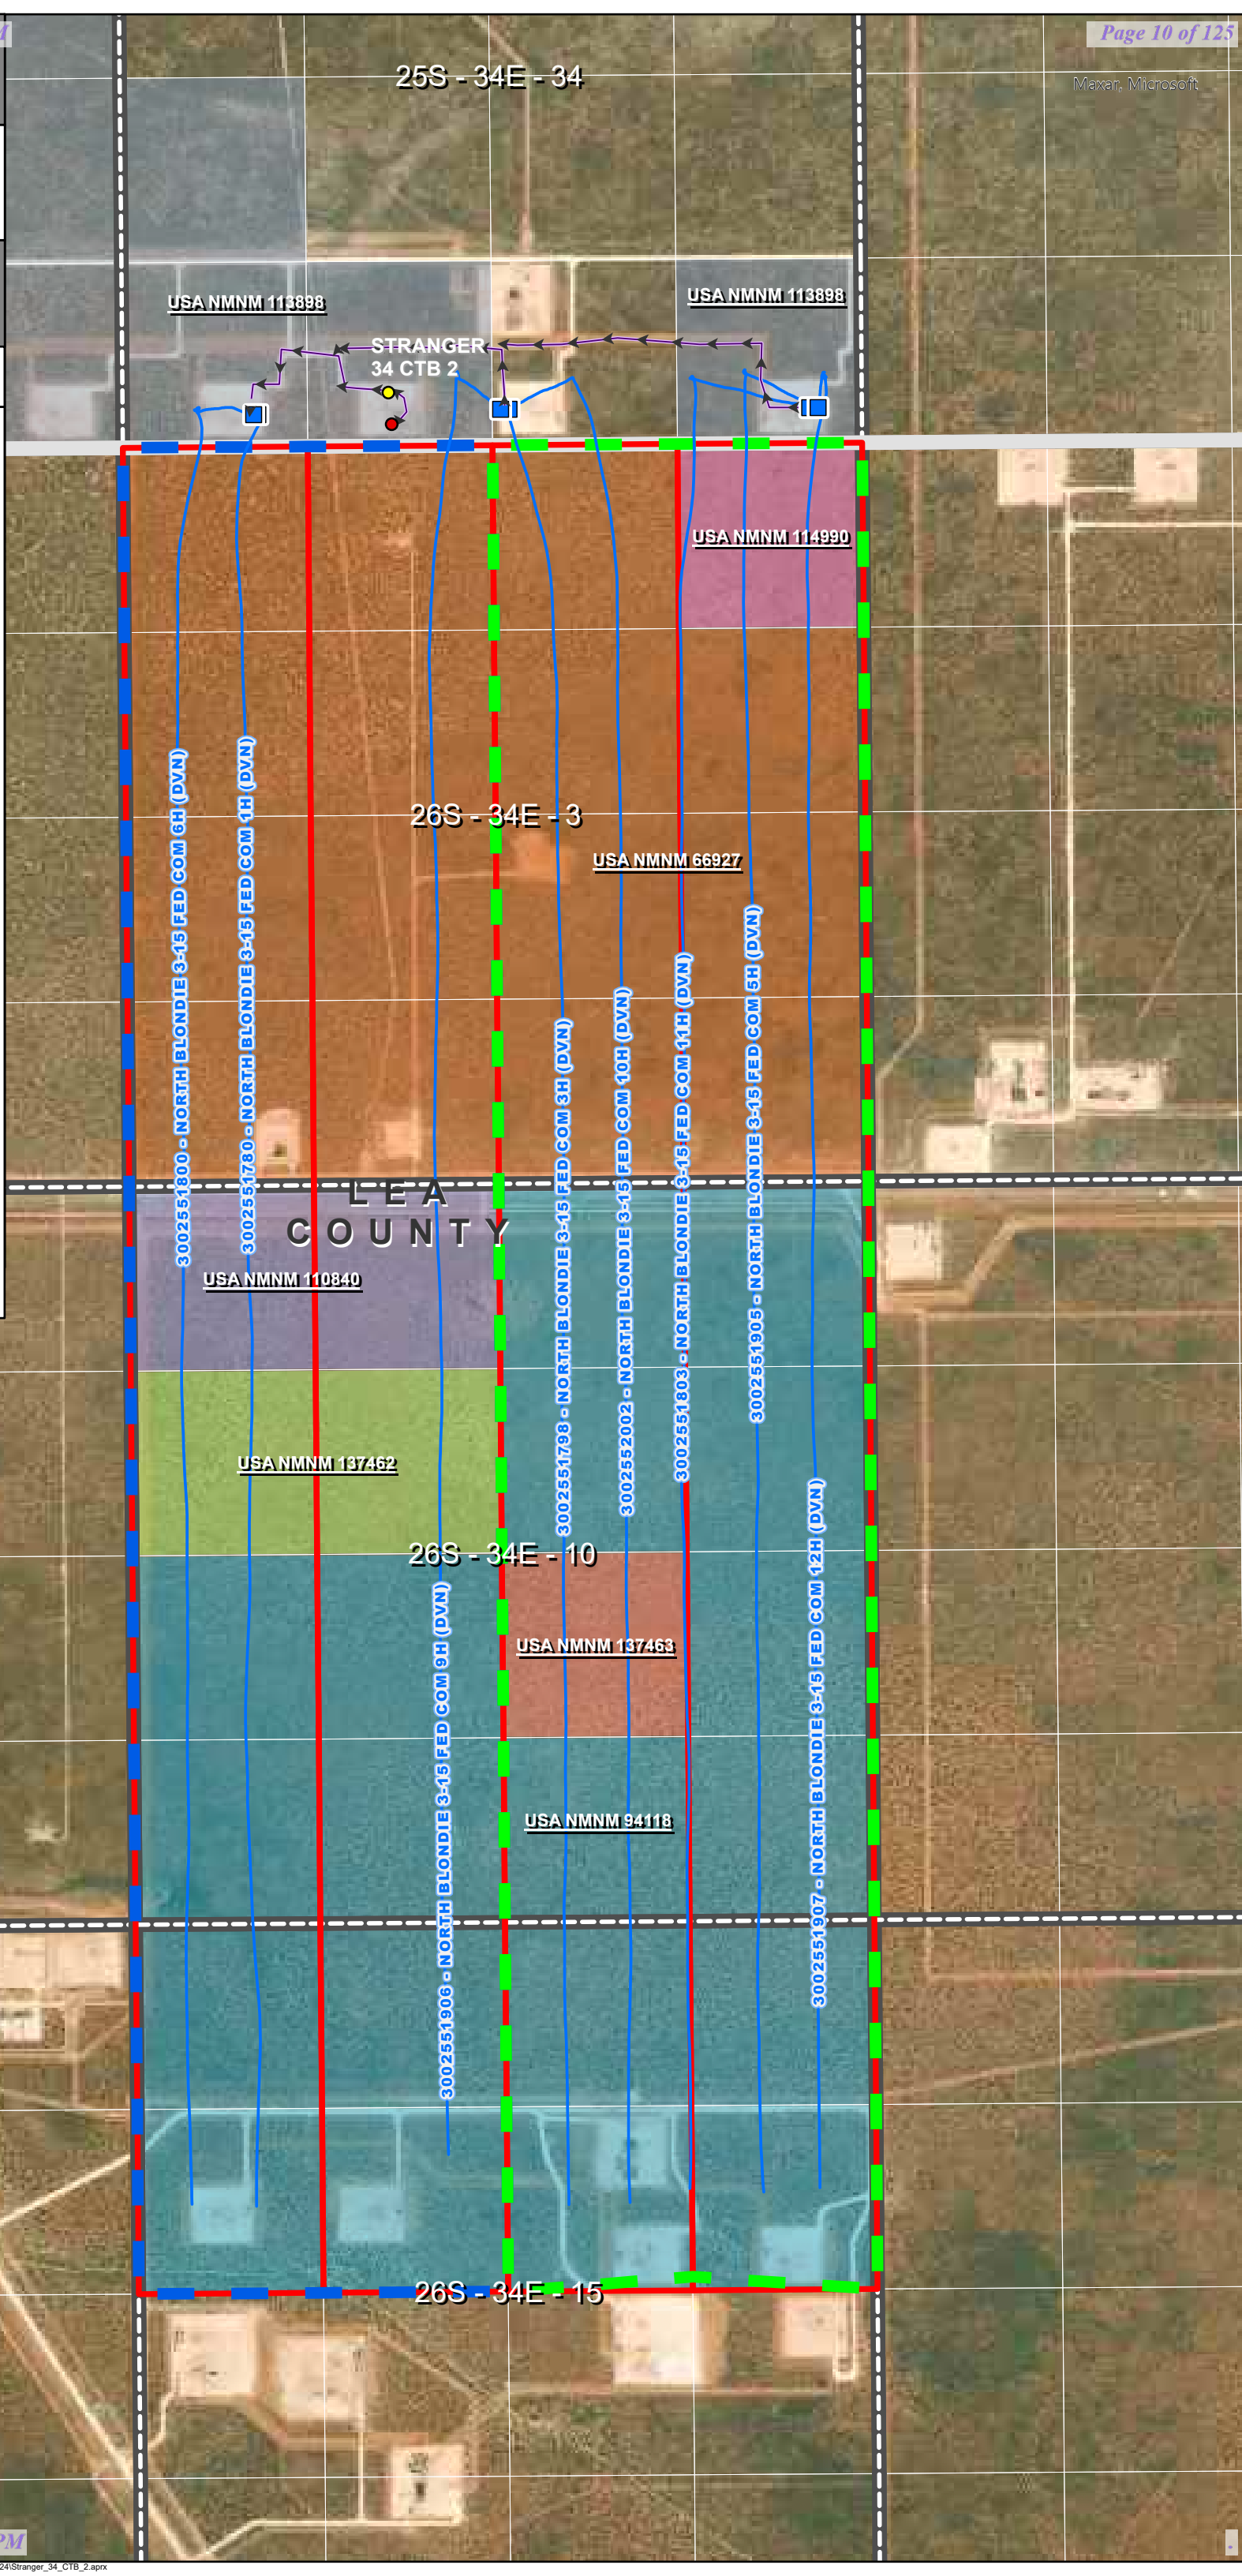 M
Page 10 of 125
25S - 34E - 34
Maxar, Microsoft
USA NMNM 113898
USA NMNM 113898
STRANGER
34 CTB 2
USA NMNM 114990
26S - 34E - 3
USA NMNM 66927
3002551800 - NORTH BLONDIE 3-15 FED COM 6H (DVN)
3002551780 - NORTH BLONDIE 3-15 FED COM 1H (DVN)
3002551798 - NORTH BLONDIE 3-15 FED COM 3H (DVN)
3002552002 - NORTH BLONDIE 3-15 FED COM 10H (DVN)
3002551803 - NORTH BLONDIE 3-15 FED COM 11H (DVN)
3002551905 - NORTH BLONDIE 3-15 FED COM 5H (DVN)
LEA
COUNTY
USA NMNM 110840
USA NMNM 137462
26S - 34E - 10
3002551906 - NORTH BLONDIE 3-15 FED COM 9H (DVN)
3002551907 - NORTH BLONDIE 3-15 FED COM 12H (DVN)
USA NMNM 137463
USA NMNM 94118
26S - 34E - 15
PM
24\Stranger_34_CTB_2.aprx